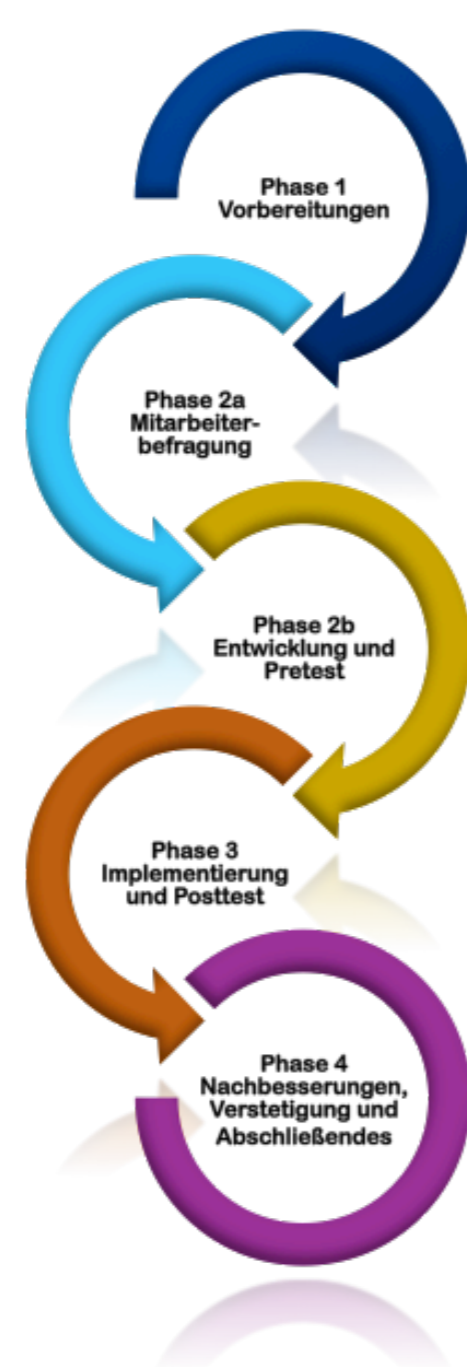 Phase 1
Vorbereitungen
Phase 2a
Mitarbeiter-
befragung
Phase 2b
Entwicklung und
Pretest
Phase 3
Implementierung
und Posttest
Phase 4
Nachbesserungen,
Verstetigung und
Abschließendes